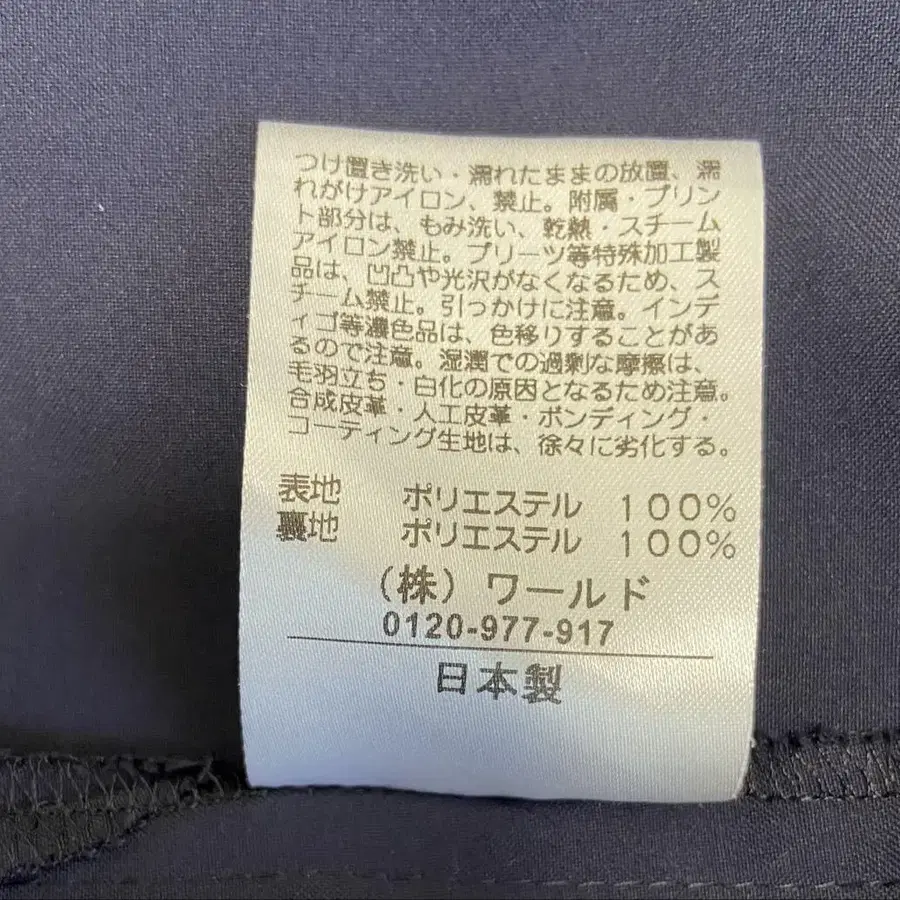 つけ置き洗い・濡れたままの放置、濡
れがけアイロン、禁止。附属・プリン
ト部分は、もみ洗い、乾熱・スチーム
アイロン禁止。プリーツ等特殊加工製
品は、凹凸や光沢がなくなるため、ス
チーム禁止。引っかけに注意。インデ
ィゴ等濃色品は、色移りすることがあ
るので注意。湿潤での過剰な摩擦は、
毛羽立ち・白化の原因となるため注意。
合成皮革・人工皮革・ボンディング・
コーティング生地は、徐々に劣化する。
表地 ポリエステル 100%
裏地 ポリエステル 100%
(株) ワールド
0120-977-917
日本製